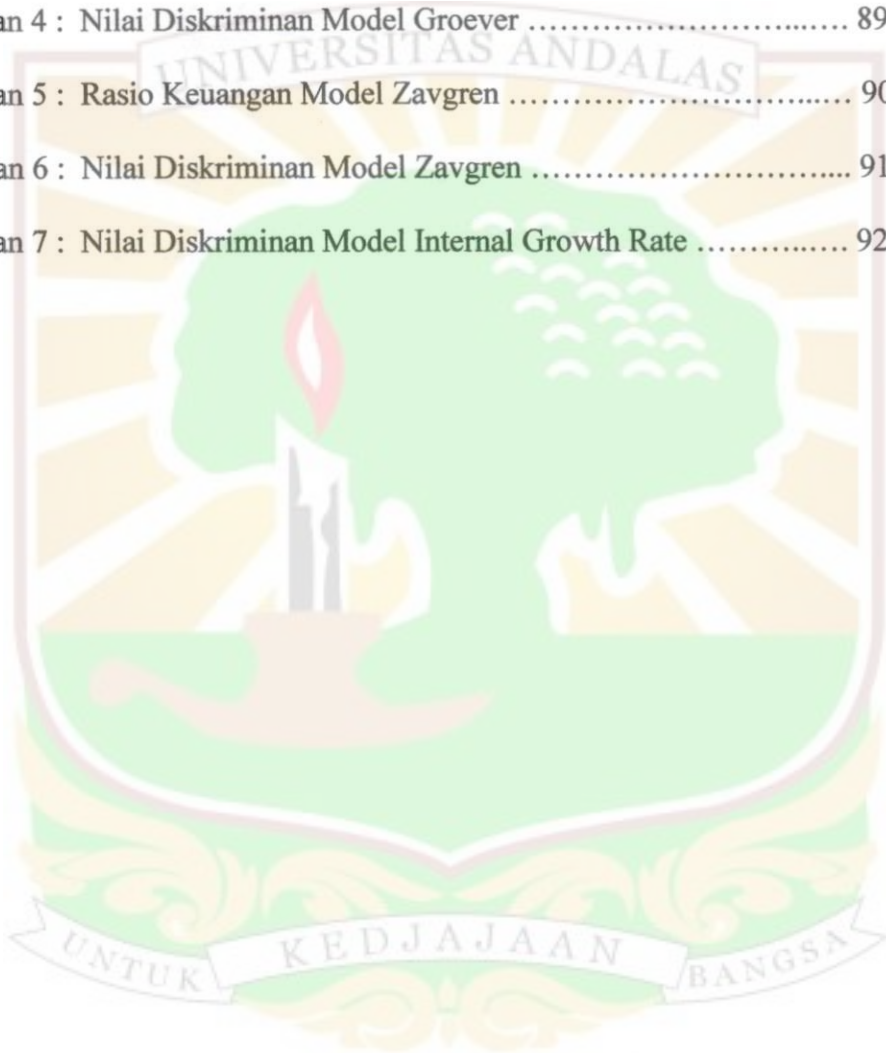 an 4 : Nilai Diskriminan Model Groever ………………………...… 89
UNIVERSITAS ANDALAS
an 5 : Rasio Keuangan Model Zavgren …………………………...… 90
an 6 : Nilai Diskriminan Model Zavgren ………………………….... 91
an 7 : Nilai Diskriminan Model Internal Growth Rate ………...…. 92
UNTUK KEDJAJAAN BANGSA